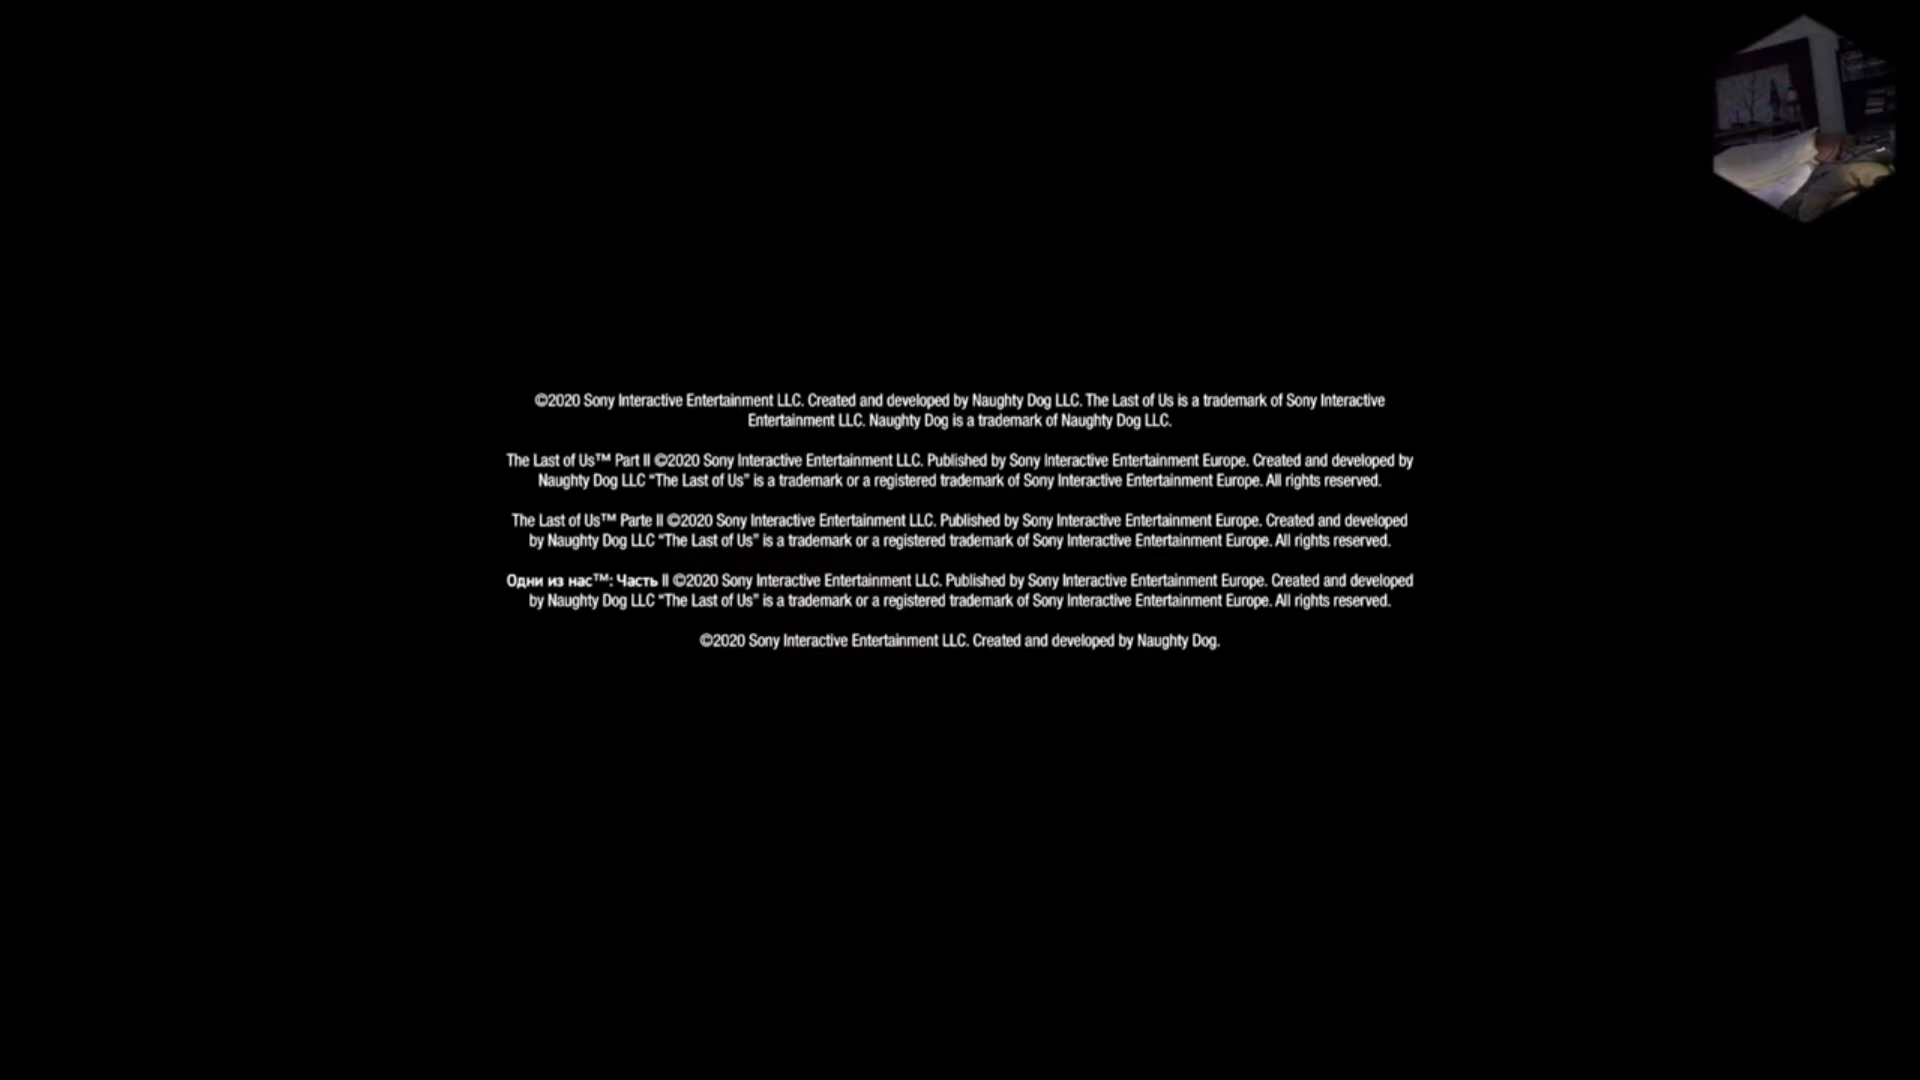 ©2020 Sony Interactive Entertainment LLC. Created and developed by Naughty Dog LLC. The Last of Us is a trademark of Sony Interactive
Entertainment LLC. Naughty Dog is a trademark of Naughty Dog LLC.
The Last of Us™ Part II ©2020 Sony Interactive Entertainment LLC. Published by Sony Interactive Entertainment Europe. Created and developed by
Naughty Dog LLC “The Last of Us” is a trademark or a registered trademark of Sony Interactive Entertainment Europe. All rights reserved.
The Last of Us™ Parte II ©2020 Sony Interactive Entertainment LLC. Published by Sony Interactive Entertainment Europe. Created and developed
by Naughty Dog LLC “The Last of Us” is a trademark or a registered trademark of Sony Interactive Entertainment Europe. All rights reserved.
Одни из нас™: Часть II ©2020 Sony Interactive Entertainment LLC. Published by Sony Interactive Entertainment Europe. Created and developed
by Naughty Dog LLC “The Last of Us” is a trademark or a registered trademark of Sony Interactive Entertainment Europe. All rights reserved.
©2020 Sony Interactive Entertainment LLC. Created and developed by Naughty Dog.